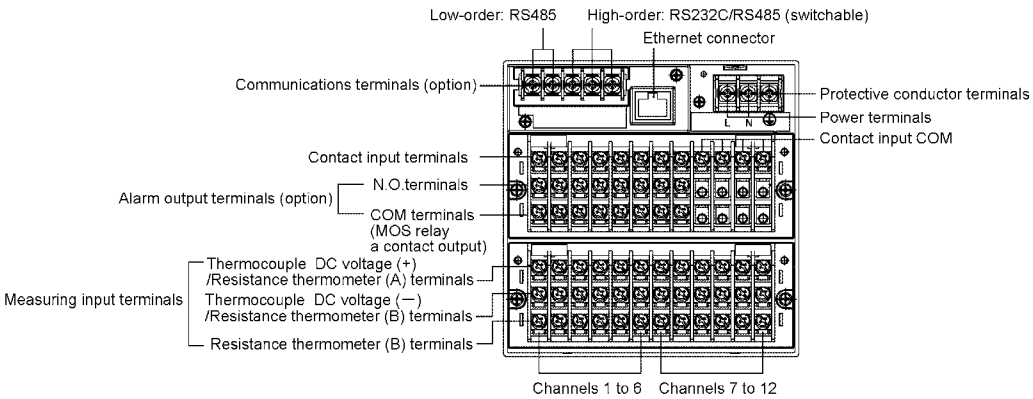 Low-order: RS485
High-order: RS232C/RS485 (switchable)
Ethernet connector
Communications terminals (option)
Protective conductor terminals
L N
Power terminals
Contact input COM
Contact input terminals
N.O.terminals
Alarm output terminals (option)
COM terminals
(MOS relay
a contact output)
Thermocouple DC voltage (+)
/Resistance thermometer (A) terminals
Measuring input terminals
Thermocouple DC voltage (−)
/Resistance thermometer (B) terminals
Resistance thermometer (B) terminals
Channels 1 to 6
Channels 7 to 12